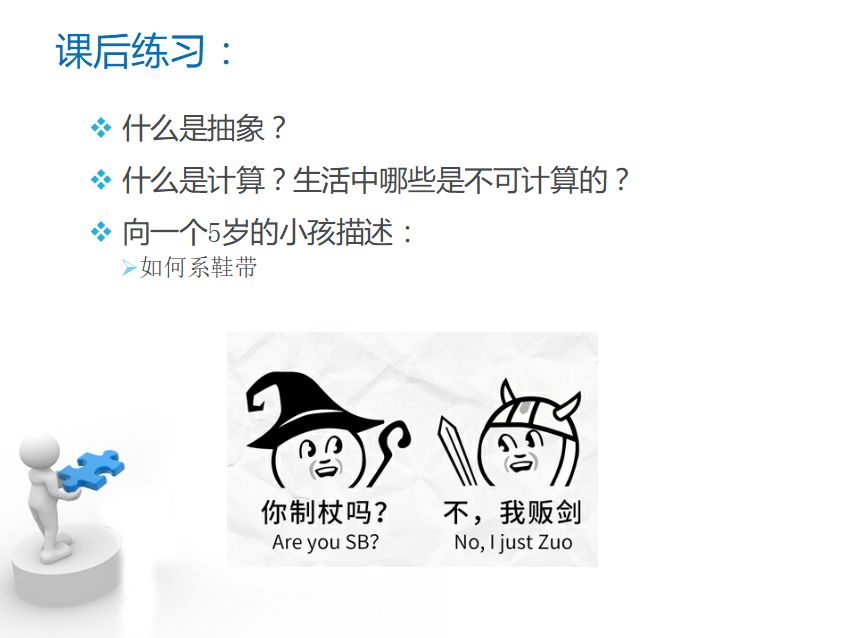 课后练习：
什么是抽象？
什么是计算？生活中哪些是不可计算的？
向一个5岁的小孩描述：
如何系鞋带
你制杖吗？
Are you SB?
不，我贩剑
No, I just Zuo